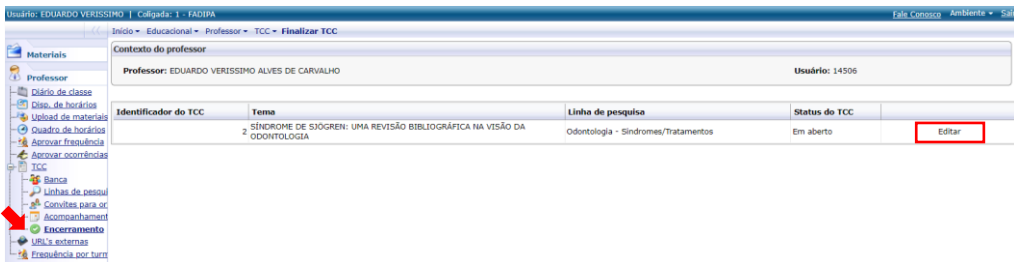 Usuário: EDUARDO VERISSIMO | Coligada: 1 - FADIPA
Fale Conosco Ambiente Sair
Início Educacional Professor TCC Finalizar TCC
Materiais
Professor
Diário de classe
Disp. de horários
Upload de materiais
Quadro de horários
Aprovar frequência
Aprovar ocorrências
TCC
Banca
Linhas de pesqui
Convites para or
Acompanhament
Encerramento
URL's externas
Frequência por turm
Contexto do professor
Professor: EDUARDO VERISSIMO ALVES DE CARVALHO Usuário: 14506
Identificador do TCC Tema Linha de pesquisa Status do TCC
2 SÍNDROME DE SJÖGREN: UMA REVISÃO BIBLIOGRÁFICA NA VISÃO DA
ODONTOLOGIA
Odontologia - Síndromes/Tratamentos Em aberto Editar